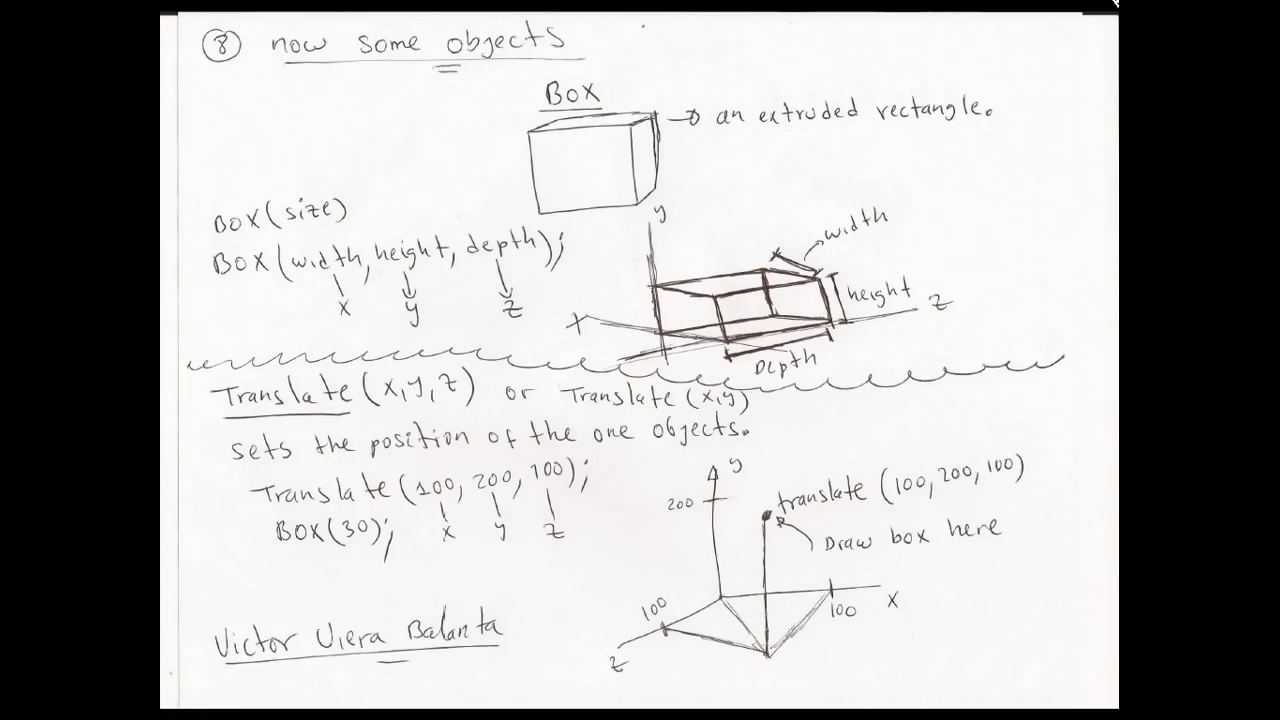 8 now some objects
BOX
→ an extruded rectangle.
BOX(size)
BOX(width, height, depth);
x y z
y
width
height
z
x
Depth
Translate(x,y,z) or Translate(x,y)
sets the position of the one objects.
Translate(100, 200, 100);
BOX(30);
x y z
y
200
translate (100, 200, 100)
Draw box here
100
100
x
z
Victor Viera Balanta